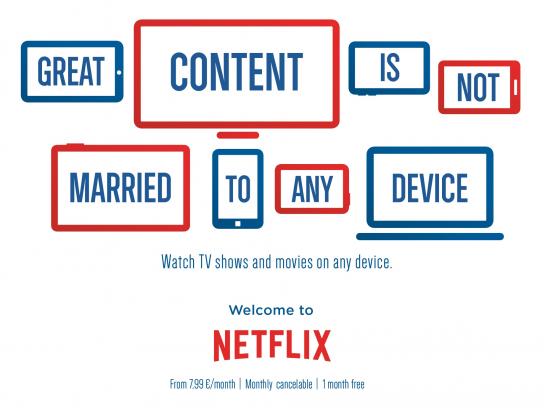 GREAT CONTENT IS NOT
MARRIED TO ANY DEVICE
Watch TV shows and movies on any device.
Welcome to
NETFLIX
From 7.99 €/month | Monthly cancelable | 1 month free